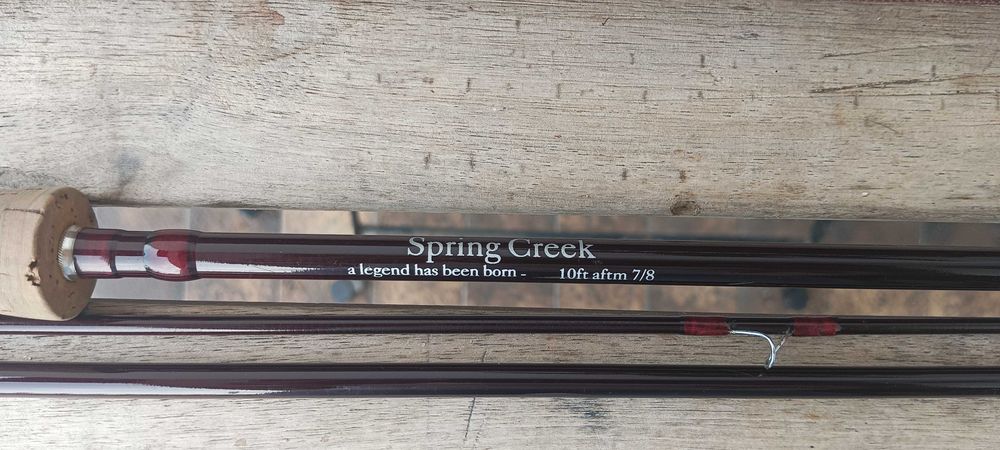 Spring Creek
a legend has been born - 10ft aftm 7/8